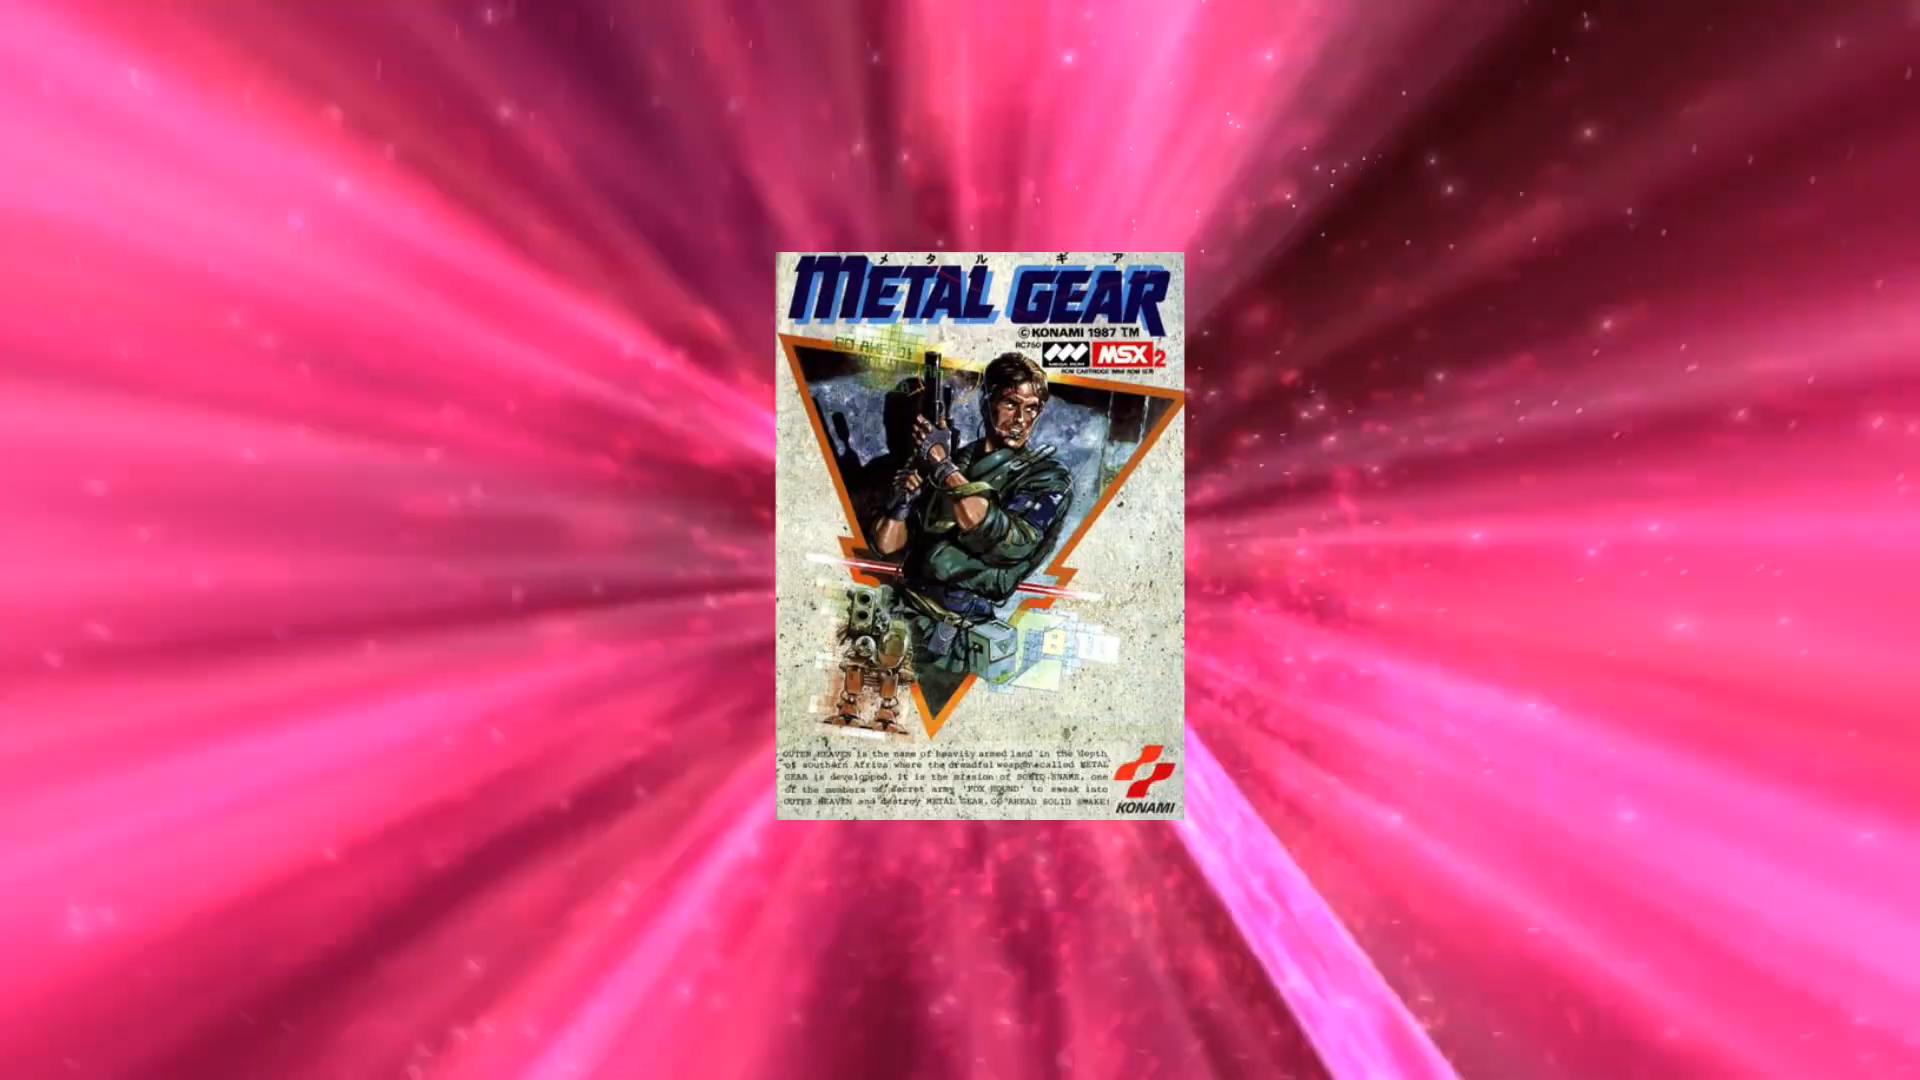 メタルギア
METAL GEAR
© KONAMI 1987 TM
RC750 MSX 2
GO AHEAD!
OUTER HEAVEN is the name of heavily armed land in the depth
of southern Africa where the dreadful weapon called METAL
GEAR is developped. It is the mission of SOLID SNAKE, one
of the members of secret army 'FOX HOUND' to sneak into
OUTER HEAVEN and destroy METAL GEAR. GO AHEAD SOLID SNAKE!
KONAMI